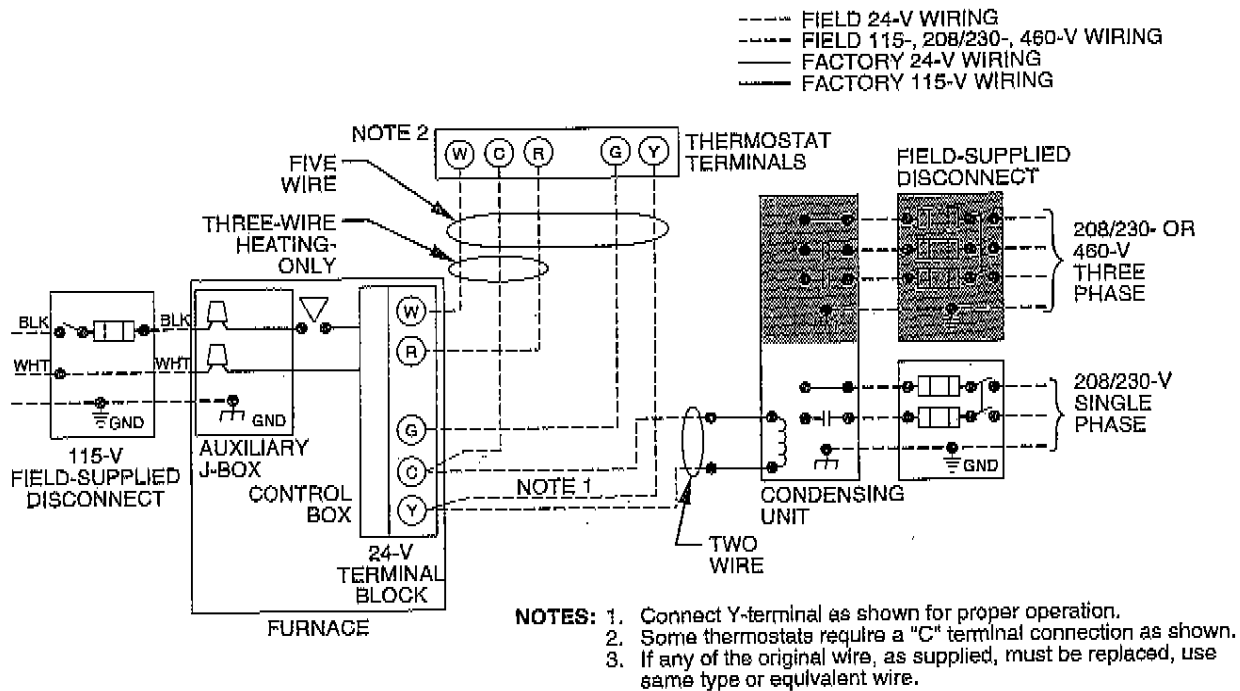 FIELD 24-V WIRING
FIELD 115-, 208/230-, 460-V WIRING
FACTORY 24-V WIRING
FACTORY 115-V WIRING
NOTE 2
W C R G Y
THERMOSTAT
TERMINALS
FIVE
WIRE
THREE-WIRE
HEATING-
ONLY
FIELD-SUPPLIED
DISCONNECT
208/230- OR
460-V
THREE
PHASE
BLK
BLK
WHT
WHT
GND
GND
115-V
FIELD-SUPPLIED
DISCONNECT
AUXILIARY
J-BOX
CONTROL
BOX
W
R
G
C
Y
24-V
TERMINAL
BLOCK
FURNACE
NOTE 1
TWO
WIRE
CONDENSING
UNIT
208/230-V
SINGLE
PHASE
GND
NOTES: 1. Connect Y-terminal as shown for proper operation.
2. Some thermostats require a "C" terminal connection as shown.
3. If any of the original wire, as supplied, must be replaced, use
same type or equivalent wire.